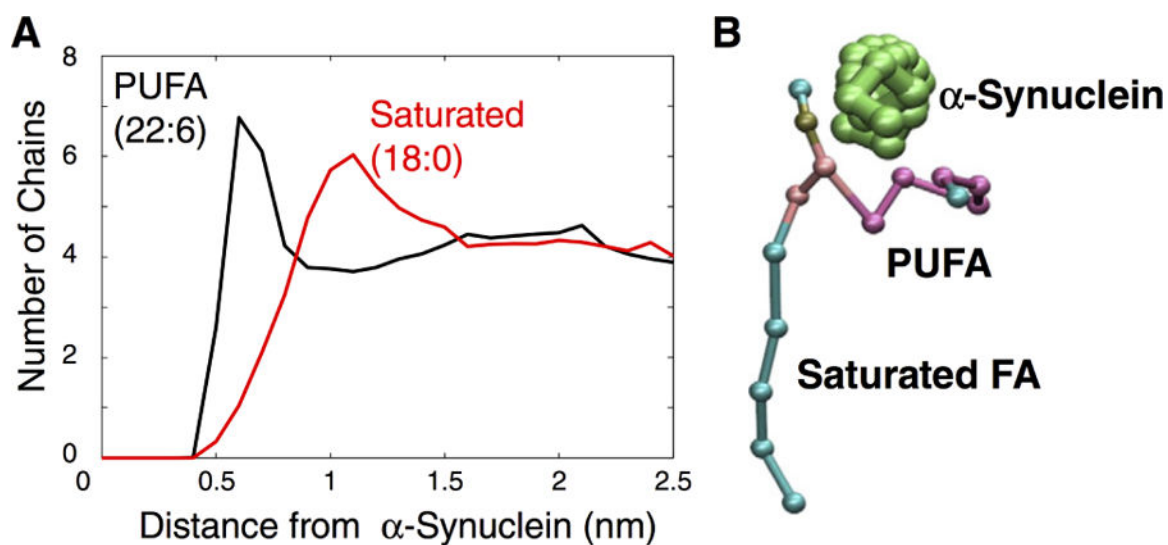 A
8
6
4
2
0
Number of Chains
PUFA
(22:6)
Saturated
(18:0)
0 0.5 1 1.5 2 2.5
Distance from α-Synuclein (nm)
B
α-Synuclein
PUFA
Saturated FA